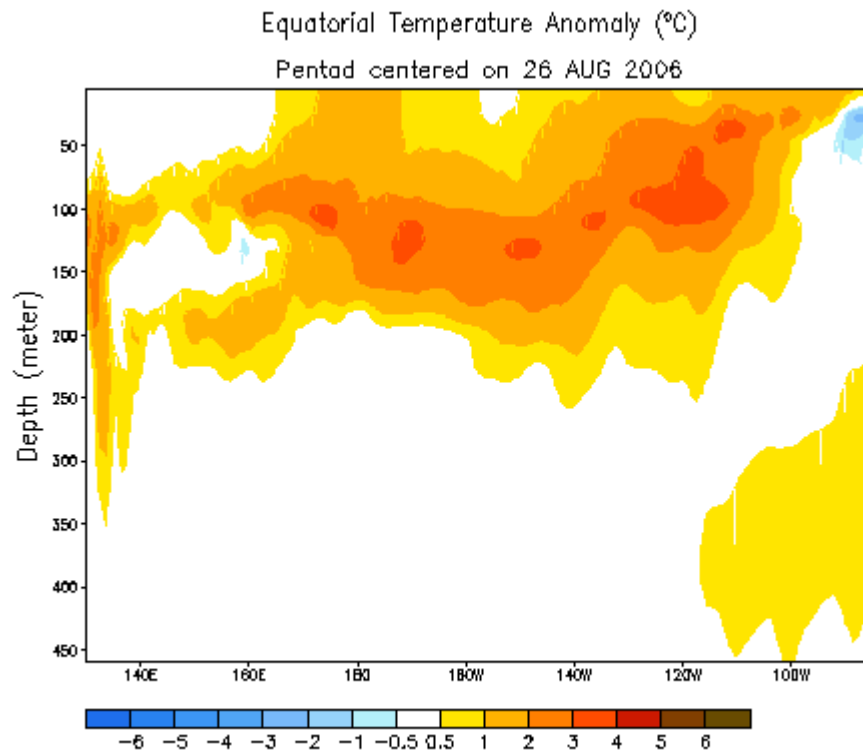 Equatorial Temperature Anomaly (°C)
Pentad centered on 26 AUG 2006
Depth (meter)
50
100
150
200
250
300
350
400
450
140E 160E 180 160W 140W 120W 100W
-6 -5 -4 -3 -2 -1 -0.5 0.5 1 2 3 4 5 6